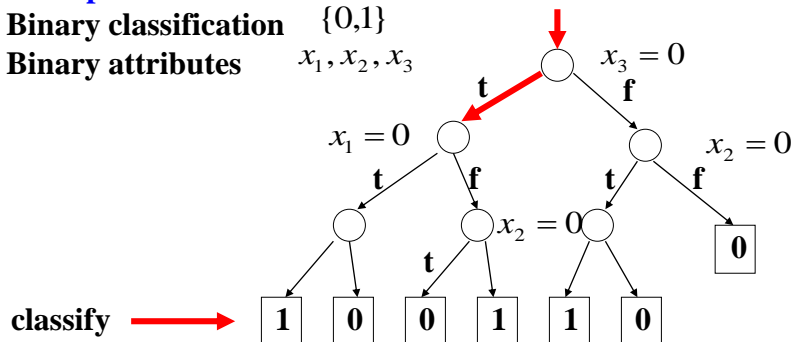 Binary classification {0,1}
Binary attributes x₁, x₂, x₃
x₃ = 0
t f
x₁ = 0 x₂ = 0
t f t f
x₂ = 0
t
0
classify 1 0 0 1 1 0